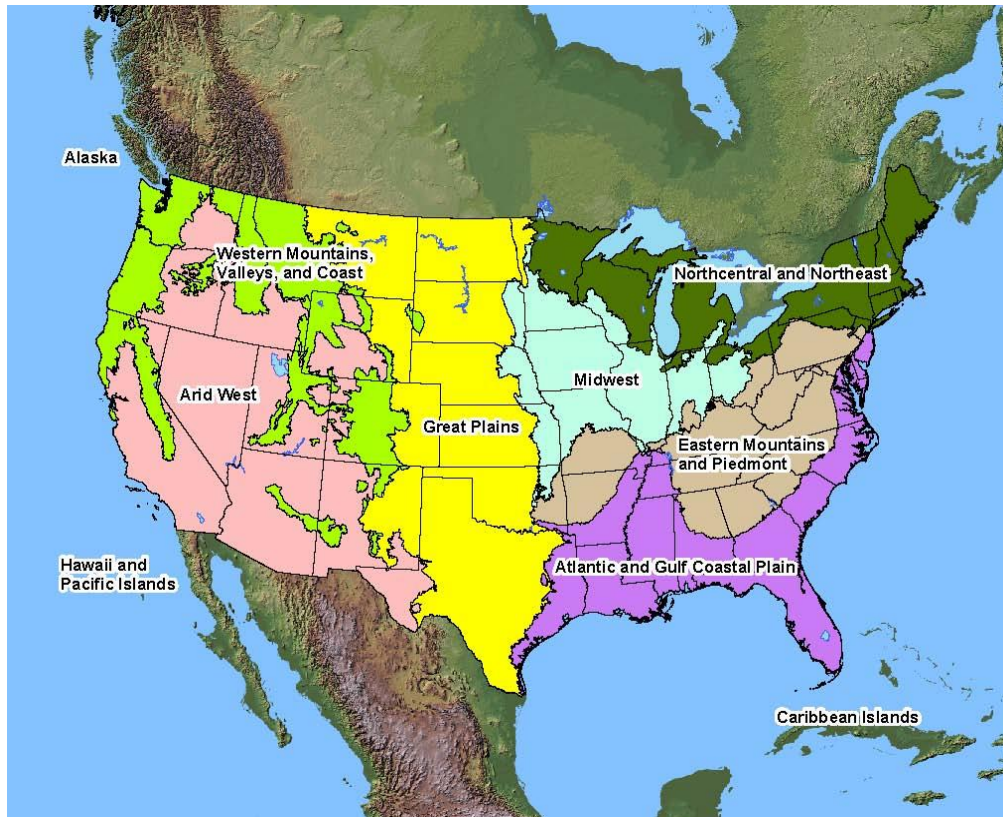 Alaska
Western Mountains,
Valleys, and Coast
Northcentral and Northeast
Arid West
Midwest
Great Plains
Eastern Mountains
and Piedmont
Hawaii and
Pacific Islands
Atlantic and Gulf Coastal Plain
Caribbean Islands